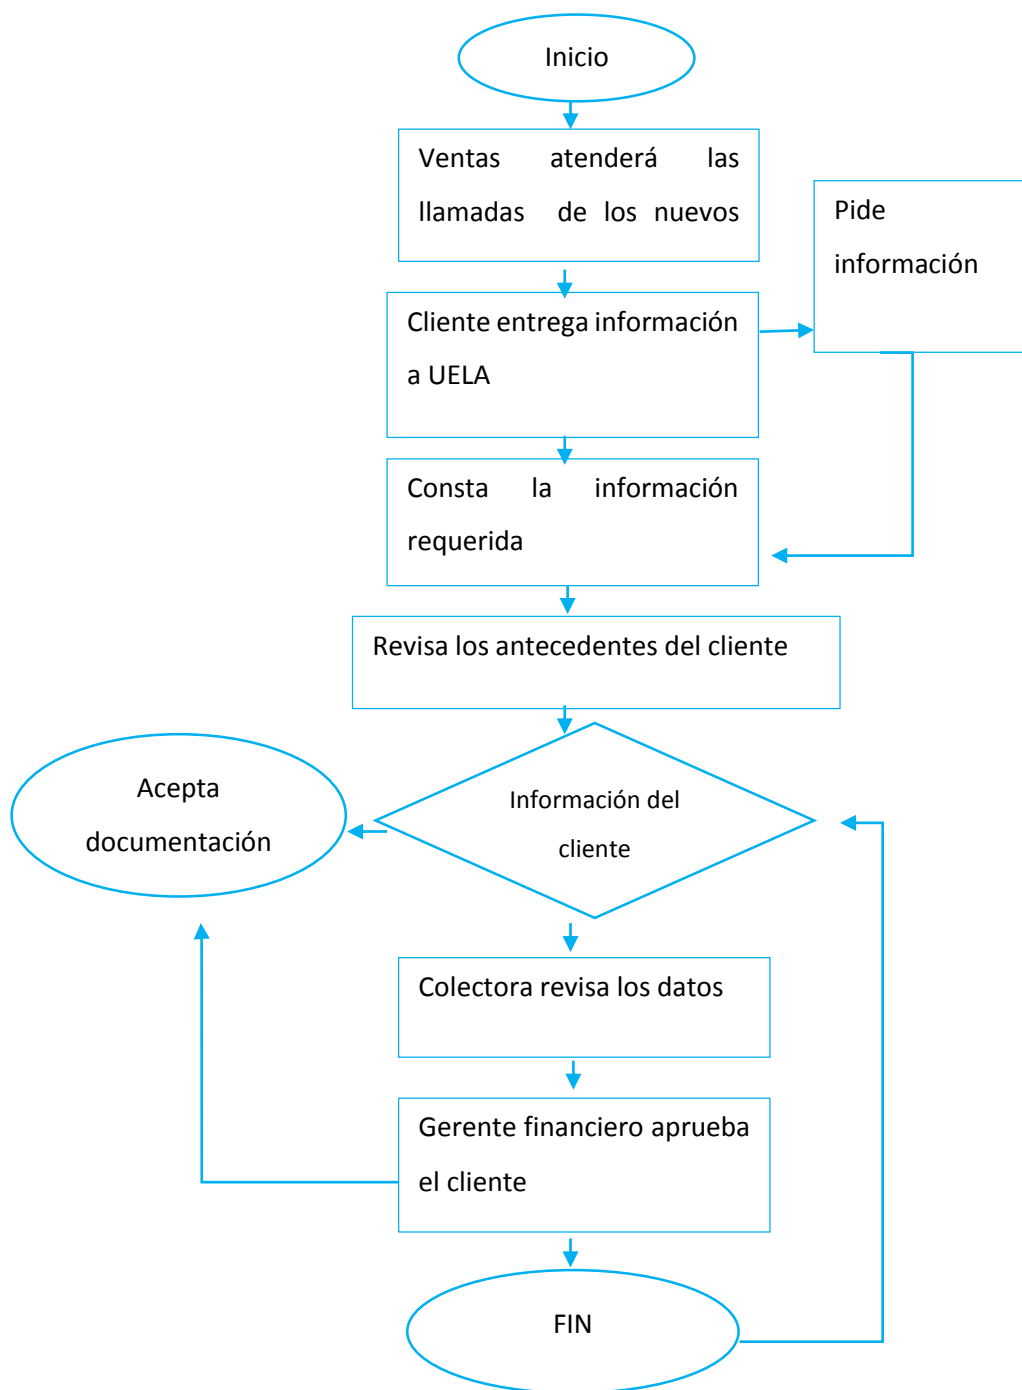 Inicio
Ventas atenderá las
llamadas de los nuevos
Pide
información
Cliente entrega información
a UELA
Consta la información
requerida
Revisa los antecedentes del cliente
Acepta
documentación
Información del
cliente
Colectora revisa los datos
Gerente financiero aprueba
el cliente
FIN